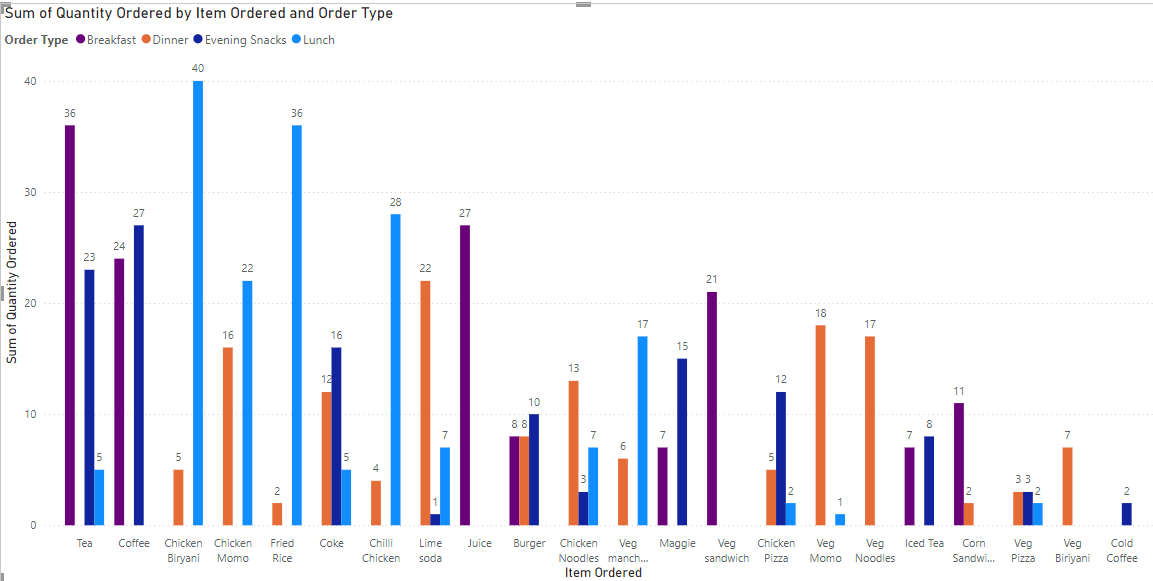 Sum of Quantity Ordered by Item Ordered and Order Type
Order Type Breakfast Dinner Evening Snacks Lunch
Sum of Quantity Ordered
40
30
20
10
0
36 23 5
24 27
5 40
16 22
2 36
12 16 5
4 28
22 1 7
27
8 8 10
13 3 7
6 17
7 15
21
5 12 2
18 1
17
7 8
11 2
3 3 2
7
2
Tea
Coffee
Chicken
Biryani
Chicken
Momo
Fried
Rice
Coke
Chilli
Chicken
Lime
soda
Juice
Burger
Chicken
Noodles
Veg
manch...
Maggie
Veg
sandwich
Chicken
Pizza
Veg
Momo
Veg
Noodles
Iced Tea
Corn
Sandwi...
Veg
Pizza
Veg
Biriyani
Cold
Coffee
Item Ordered